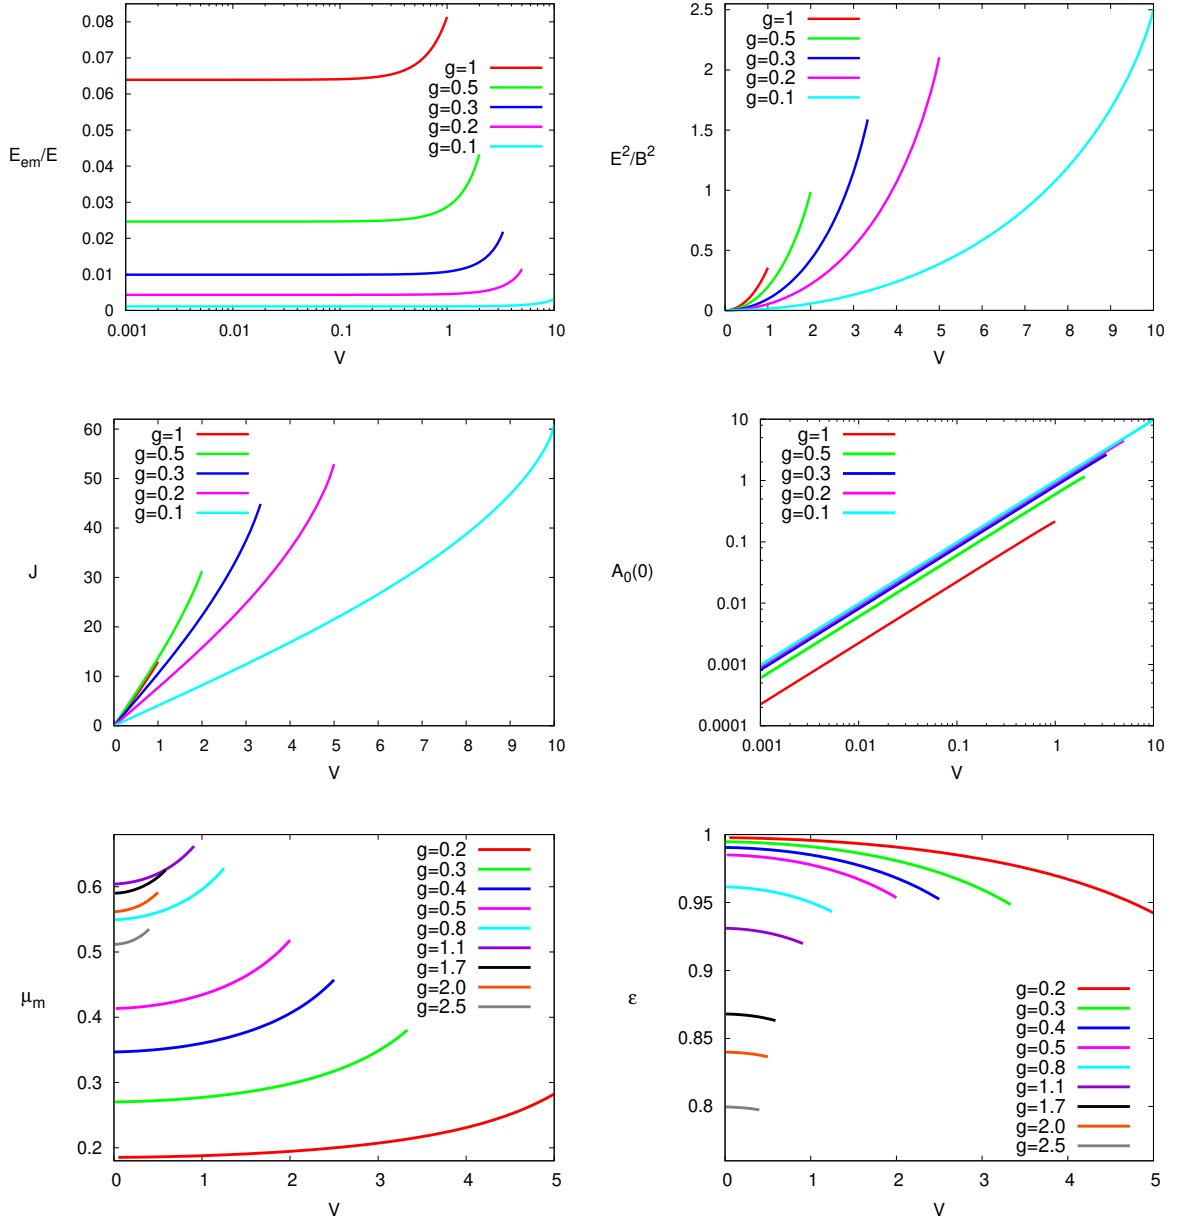 0.08
0.07
0.06
0.05
0.04
0.03
0.02
0.01
0
E_em/E
0.001 0.01 0.1 1 10
V
g=1
g=0.5
g=0.3
g=0.2
g=0.1
2.5
2
1.5
1
0.5
0
E^2/B^2
0 1 2 3 4 5 6 7 8 9 10
V
g=1
g=0.5
g=0.3
g=0.2
g=0.1
60
50
40
30
20
10
0
J
0 1 2 3 4 5 6 7 8 9 10
V
g=1
g=0.5
g=0.3
g=0.2
g=0.1
10
1
0.1
0.01
0.001
0.0001
A_0(0)
0.001 0.01 0.1 1 10
V
g=1
g=0.5
g=0.3
g=0.2
g=0.1
0.6
0.5
0.4
0.3
0.2
μ_m
0 1 2 3 4 5
V
g=0.2
g=0.3
g=0.4
g=0.5
g=0.8
g=1.1
g=1.7
g=2.0
g=2.5
1
0.95
0.9
0.85
0.8
ε
0 1 2 3 4 5
V
g=0.2
g=0.3
g=0.4
g=0.5
g=0.8
g=1.1
g=1.7
g=2.0
g=2.5